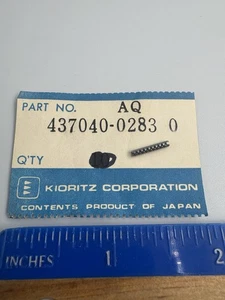 PART NO. AQ
437040-0283 0
Q'TY
KIORITZ CORPORATION
CONTENTS PRODUCT OF JAPAN
INCHES 1 2